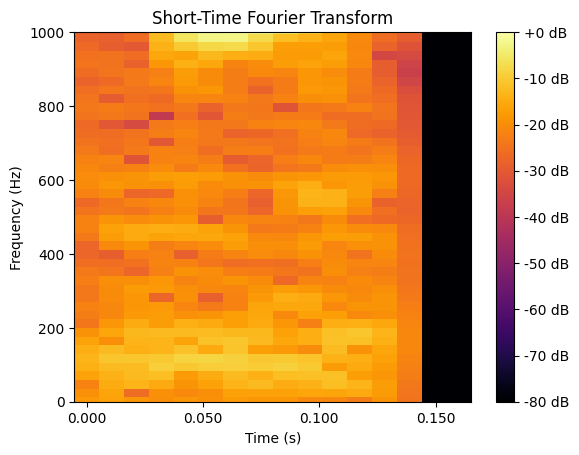 Short-Time Fourier Transform
1000
800
600
400
200
0
Frequency (Hz)
0.000
0.050
0.100
0.150
Time (s)
+0 dB
-10 dB
-20 dB
-30 dB
-40 dB
-50 dB
-60 dB
-70 dB
-80 dB